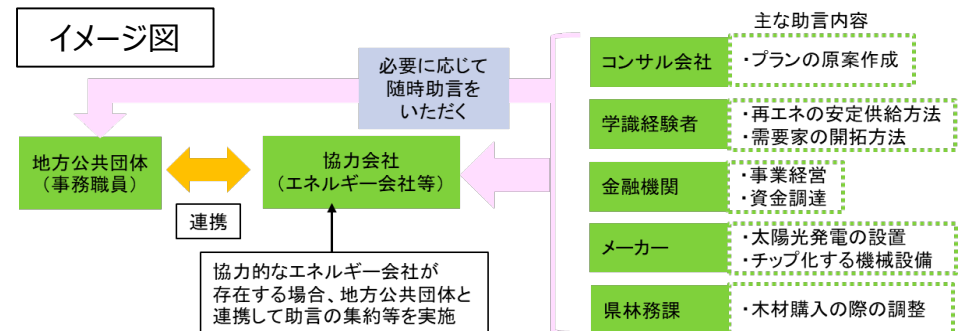 イメージ図
必要に応じて
随時助言を
いただく
地方公共団体
（事務職員）
連携
協力会社
（エネルギー会社等）
協力的なエネルギー会社が
存在する場合、地方公共団体と
連携して助言の集約等を実施
主な助言内容
コンサル会社
・プランの原案作成
学識経験者
・再エネの安定供給方法
・需要家の開拓方法
金融機関
・事業経営
・資金調達
メーカー
・太陽光発電の設置
・チップ化する機械設備
県林務課
・木材購入の際の調整